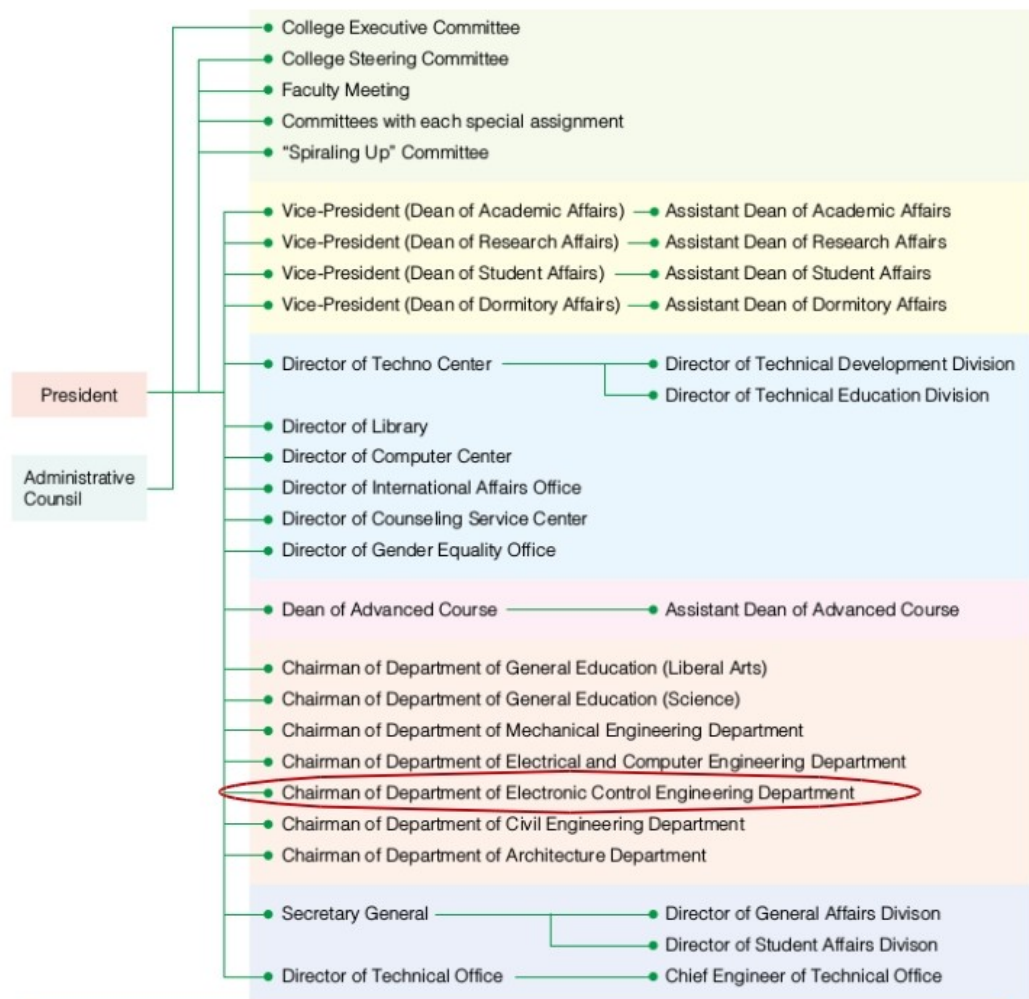 College Executive Committee
College Steering Committee
Faculty Meeting
Committees with each special assignment
"Spiraling Up" Committee
Vice-President (Dean of Academic Affairs) Assistant Dean of Academic Affairs
Vice-President (Dean of Research Affairs) Assistant Dean of Research Affairs
Vice-President (Dean of Student Affairs) Assistant Dean of Student Affairs
Vice-President (Dean of Dormitory Affairs) Assistant Dean of Dormitory Affairs
Director of Techno Center Director of Technical Development Division
President Director of Technical Education Division
Director of Library
Director of Computer Center
Administrative
Counsil
Director of International Affairs Office
Director of Counseling Service Center
Director of Gender Equality Office
Dean of Advanced Course Assistant Dean of Advanced Course
Chairman of Department of General Education (Liberal Arts)
Chairman of Department of General Education (Science)
Chairman of Department of Mechanical Engineering Department
Chairman of Department of Electrical and Computer Engineering Department
Chairman of Department of Electronic Control Engineering Department
Chairman of Department of Civil Engineering Department
Chairman of Department of Architecture Department
Secretary General Director of General Affairs Divison
Director of Student Affairs Divison
Director of Technical Office Chief Engineer of Technical Office